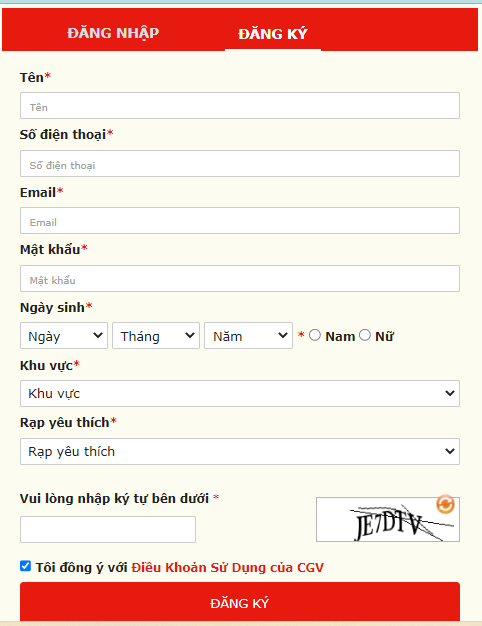 ĐĂNG NHẬP ĐĂNG KÝ
Tên*
Tên
Số điện thoại*
Số điện thoại
Email*
Email
Mật khẩu*
Mật khẩu
Ngày sinh*
Ngày Tháng Năm * Nam Nữ
Khu vực*
Khu vực
Rạp yêu thích*
Rạp yêu thích
Vui lòng nhập ký tự bên dưới *
JE7DTV
Tôi đồng ý với Điều Khoản Sử Dụng của CGV
ĐĂNG KÝ